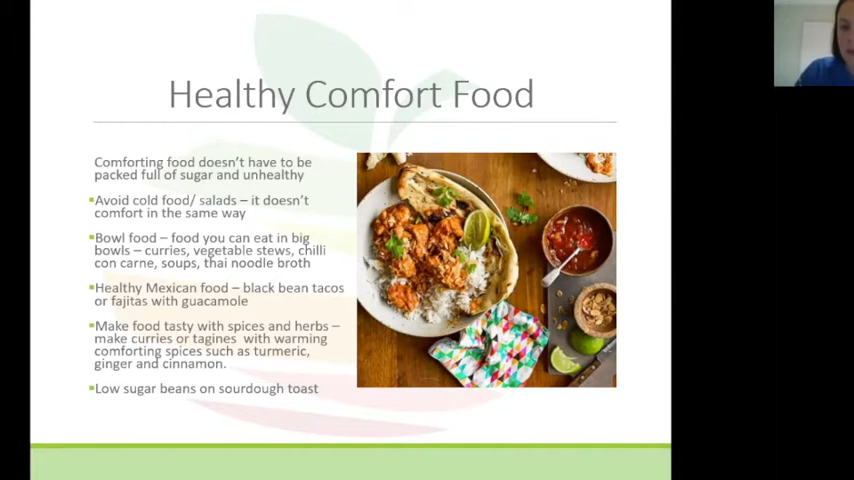 Healthy Comfort Food
Comforting food doesn't have to be
packed full of sugar and unhealthy
▪Avoid cold food/ salads – it doesn't
comfort in the same way
▪Bowl food – food you can eat in big
bowls – curries, vegetable stews, chilli
con carne, soups, thai noodle broth
▪Healthy Mexican food – black bean tacos
or fajitas with guacamole
▪Make food tasty with spices and herbs –
make curries or tagines with warming
comforting spices such as turmeric,
ginger and cinnamon.
▪Low sugar beans on sourdough toast